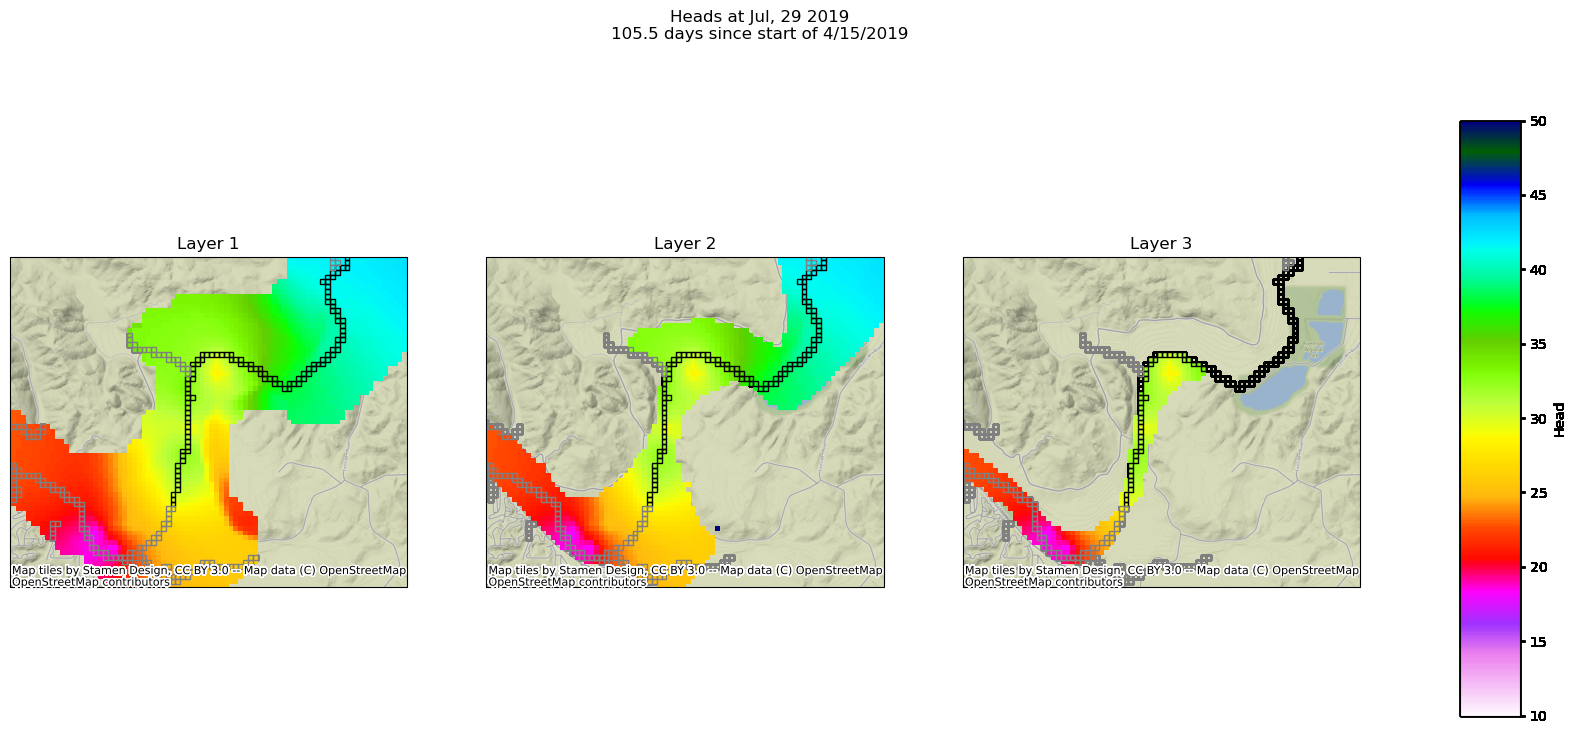 Heads at Jul, 29 2019
105.5 days since start of 4/15/2019
Layer 1
Layer 2
Layer 3
Map tiles by Stamen Design, CC BY 3.0 -- Map data (C) OpenStreetMap
OpenStreetMap contributors
Map tiles by Stamen Design, CC BY 3.0 -- Map data (C) OpenStreetMap
OpenStreetMap contributors
Map tiles by Stamen Design, CC BY 3.0 -- Map data (C) OpenStreetMap
OpenStreetMap contributors
50
45
40
35
30
25
20
15
10
Head